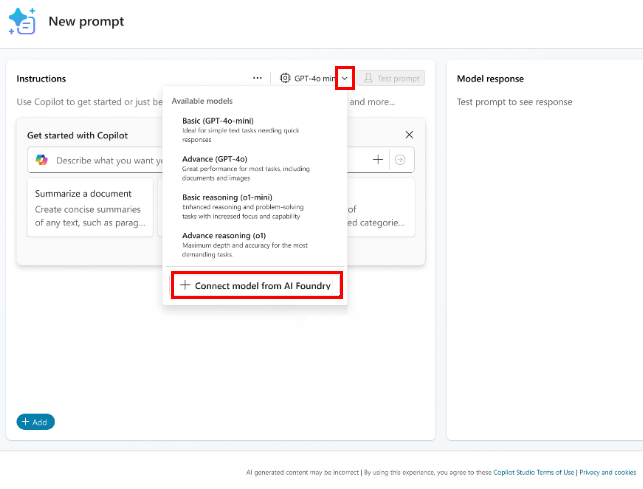 New prompt
Instructions
...
GPT-4o min
Test prompt
Use Copilot to get started or just be
and more...
Available models
Basic (GPT-4o-mini)
Ideal for simple text tasks needing quick
responses
Advance (GPT-4o)
Great performance for most tasks, including
documents and images
Basic reasoning (o1-mini)
Enhanced reasoning and problem-solving
tasks with increased focus and capability
Advance reasoning (o1)
Maximum depth and accuracy for the most
demanding tasks.
+ Connect model from AI Foundry
Get started with Copilot
Describe what you want yo
Summarize a document
Create concise summaries
of any text, such as parag...
of
ed categorie...
+ Add
Model response
Test prompt to see response
AI generated content may be incorrect | By using this experience, you agree to these Copilot Studio Terms of Use | Privacy and cookies